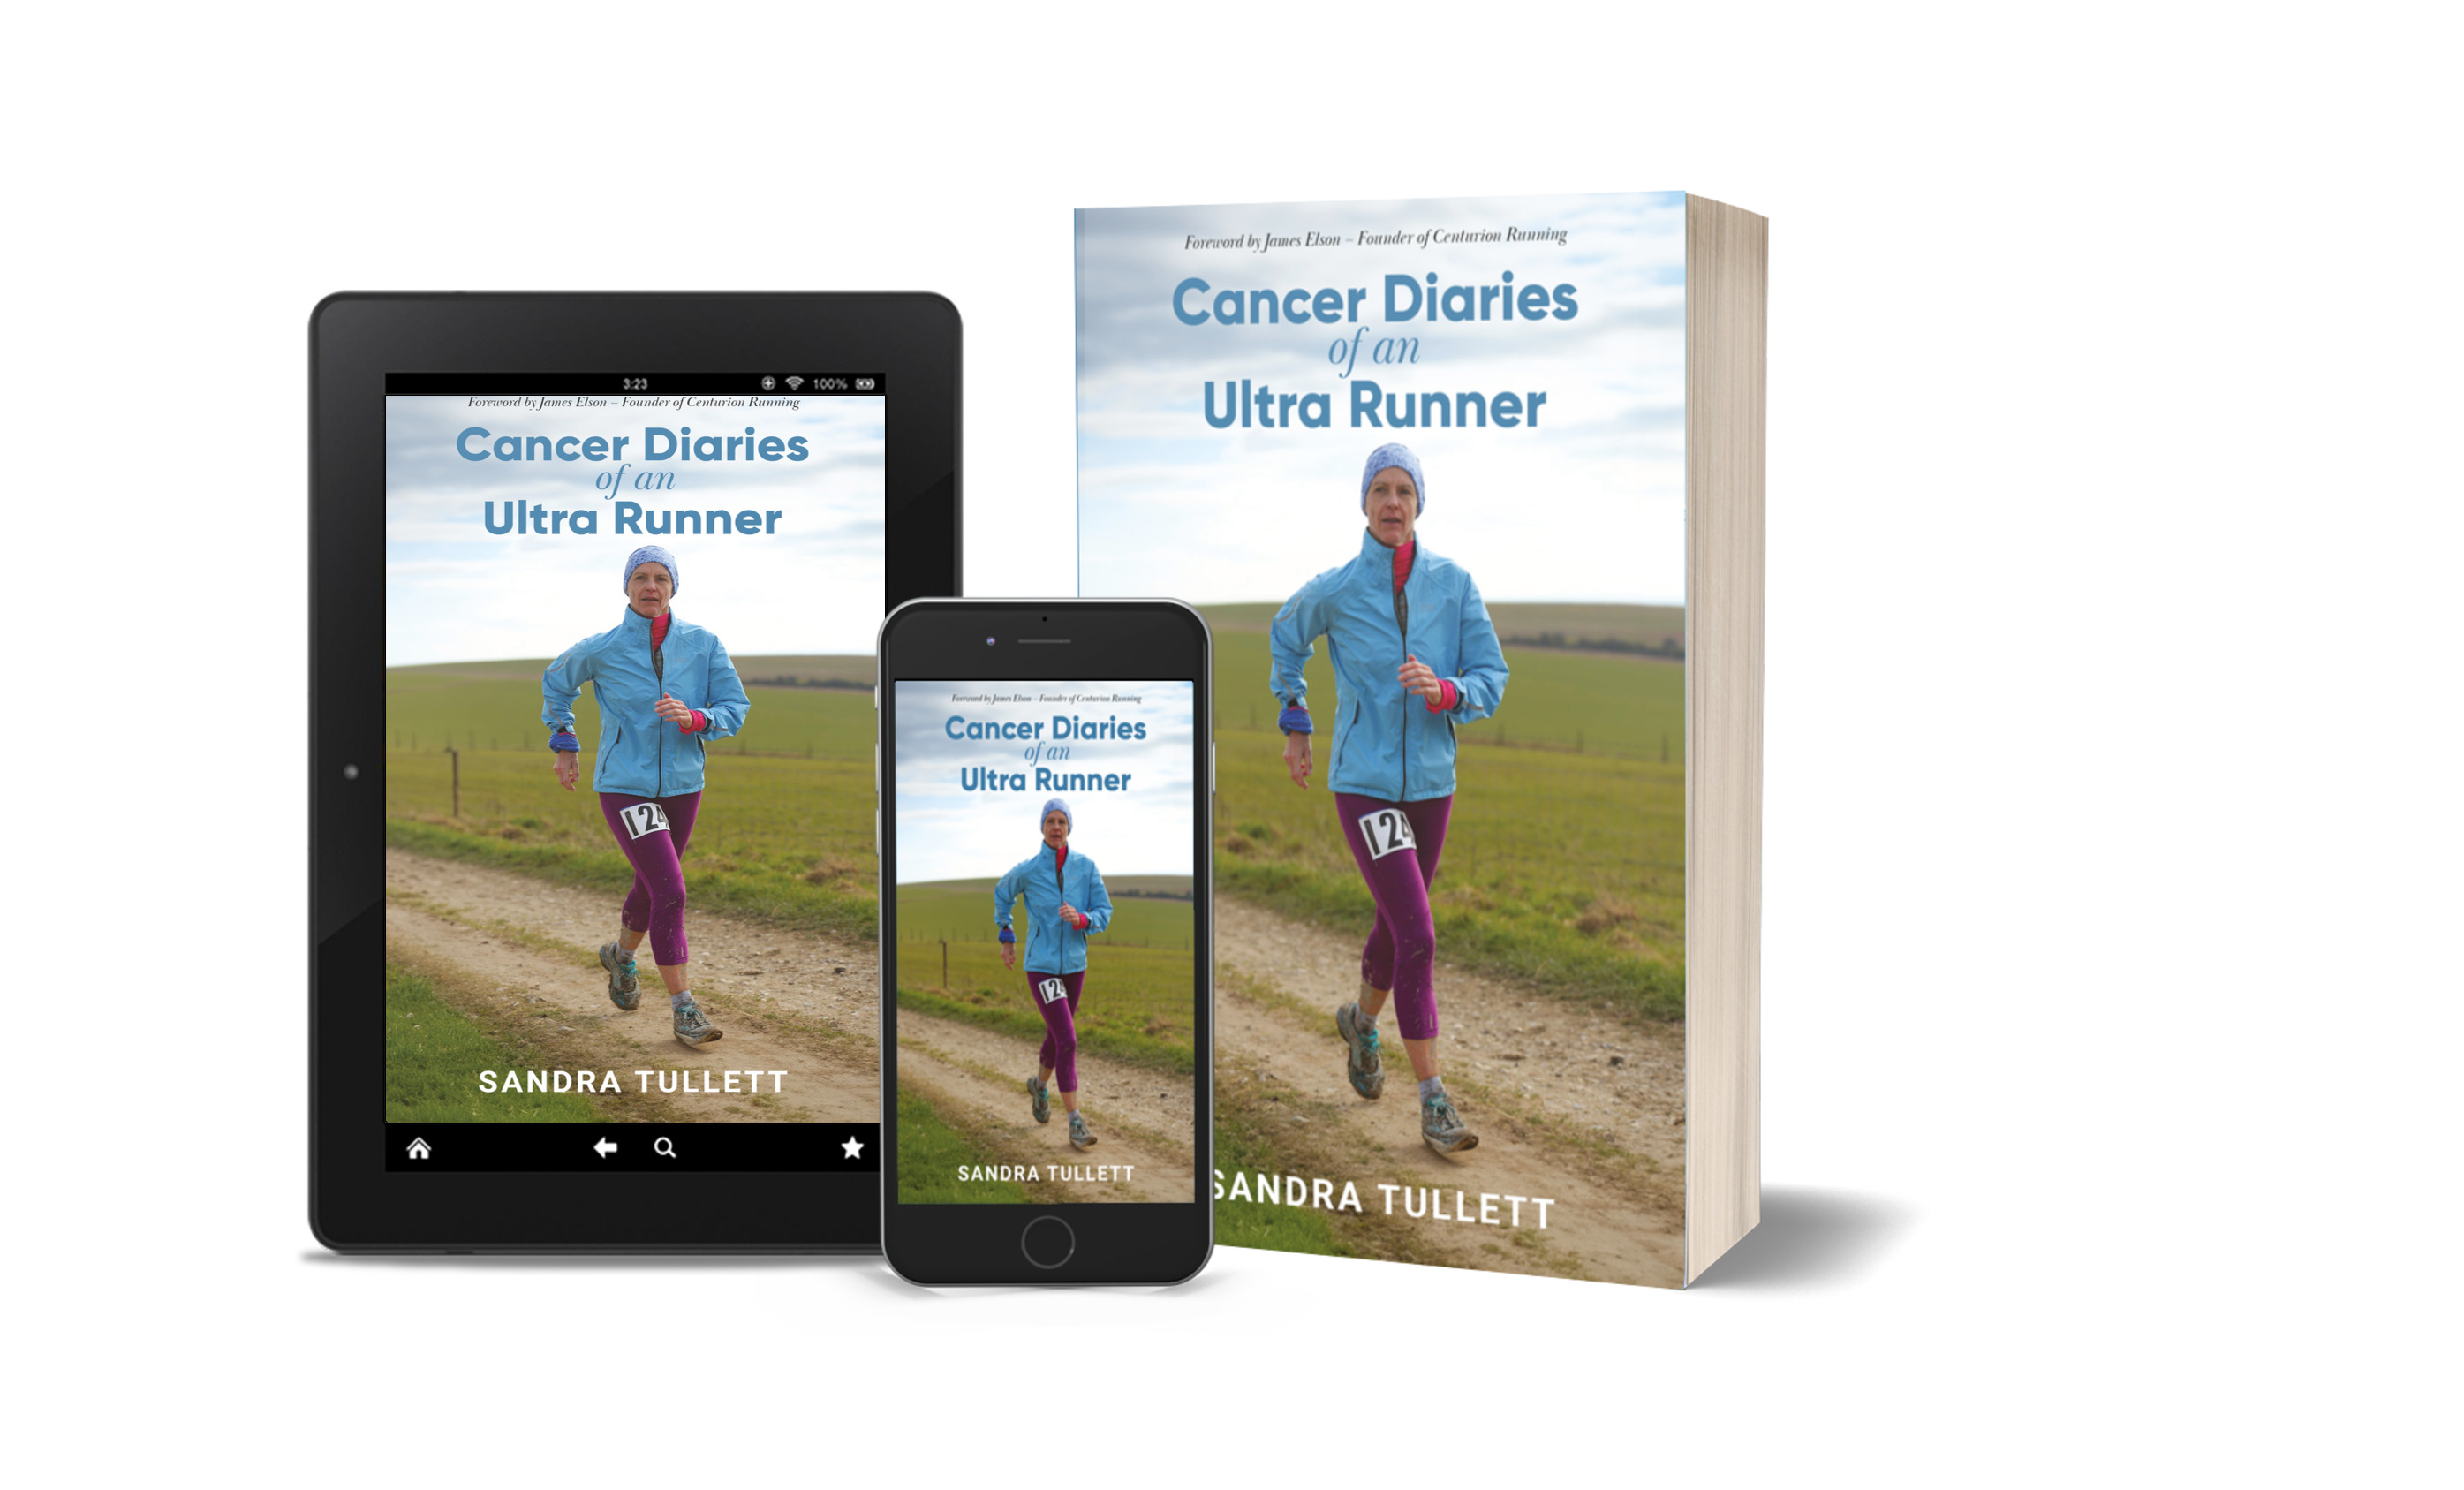 3:23
100%
Foreword by James Elson – Founder of Centurion Running
Cancer Diaries
of an
Ultra Runner
124
SANDRA TULLETT
Foreword by James Elson – Founder of Centurion Running
Cancer Diaries
of an
Ultra Runner
124
SANDRA TULLETT
Foreword by James Elson – Founder of Centurion Running
Cancer Diaries
of an
Ultra Runner
124
SANDRA TULLETT